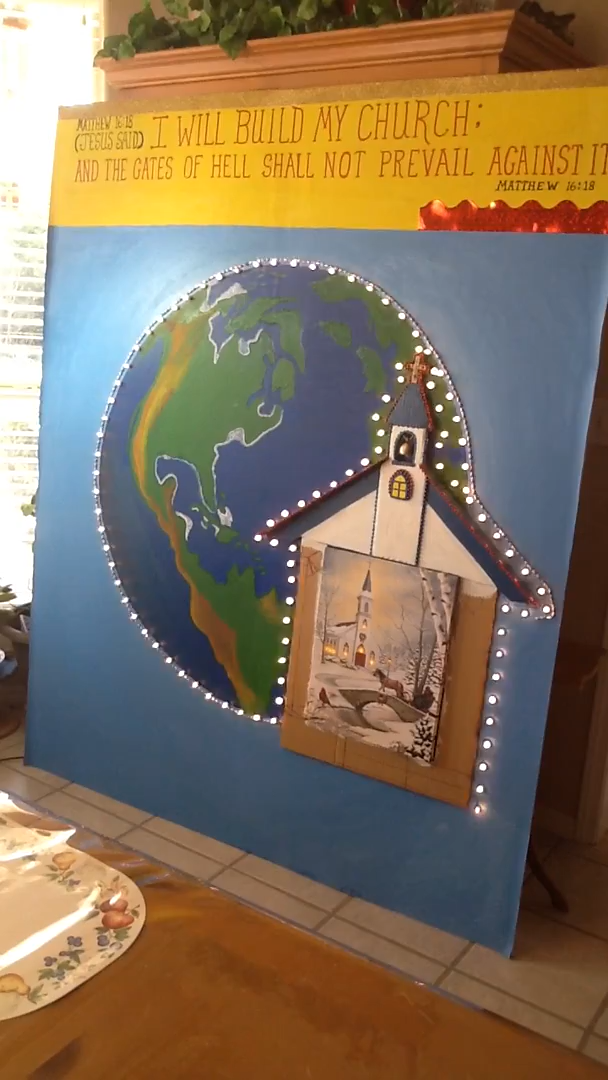 MATTHEW 16:18
(JESUS SAID) I WILL BUILD MY CHURCH;
AND THE GATES OF HELL SHALL NOT PREVAIL AGAINST IT
MATTHEW 16:18